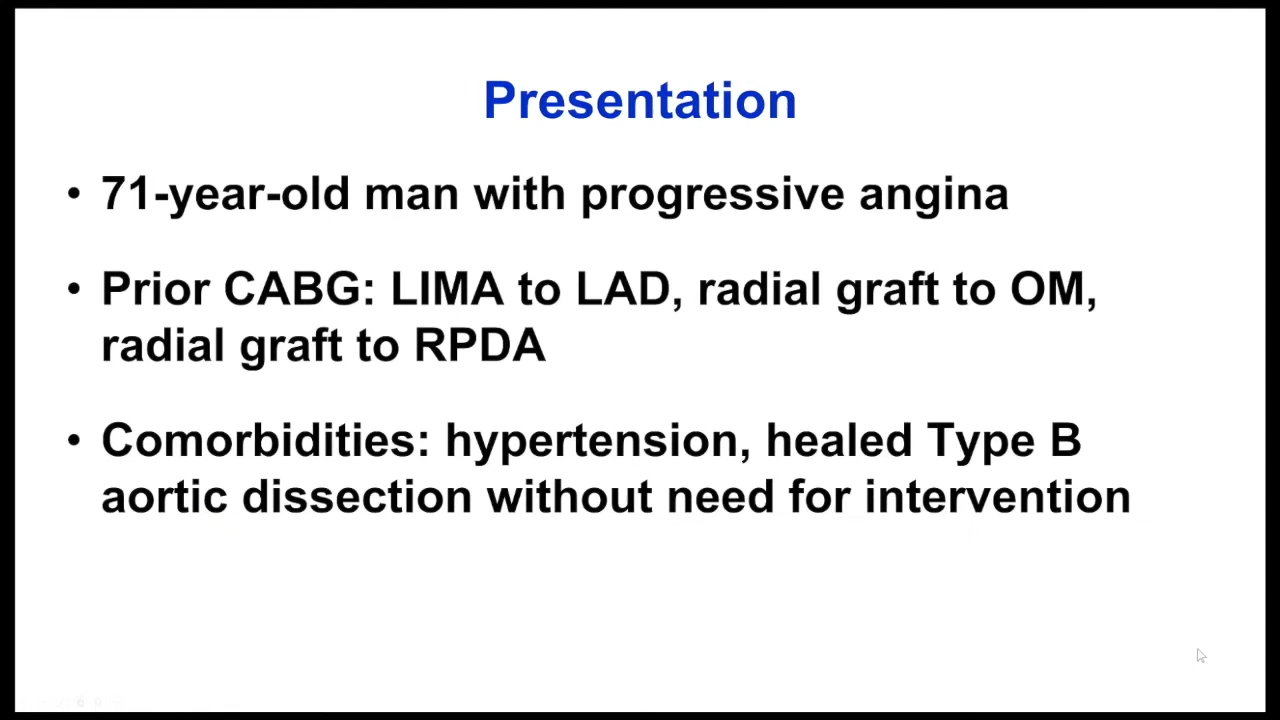 Presentation
• 71-year-old man with progressive angina
• Prior CABG: LIMA to LAD, radial graft to OM,
radial graft to RPDA
• Comorbidities: hypertension, healed Type B
aortic dissection without need for intervention